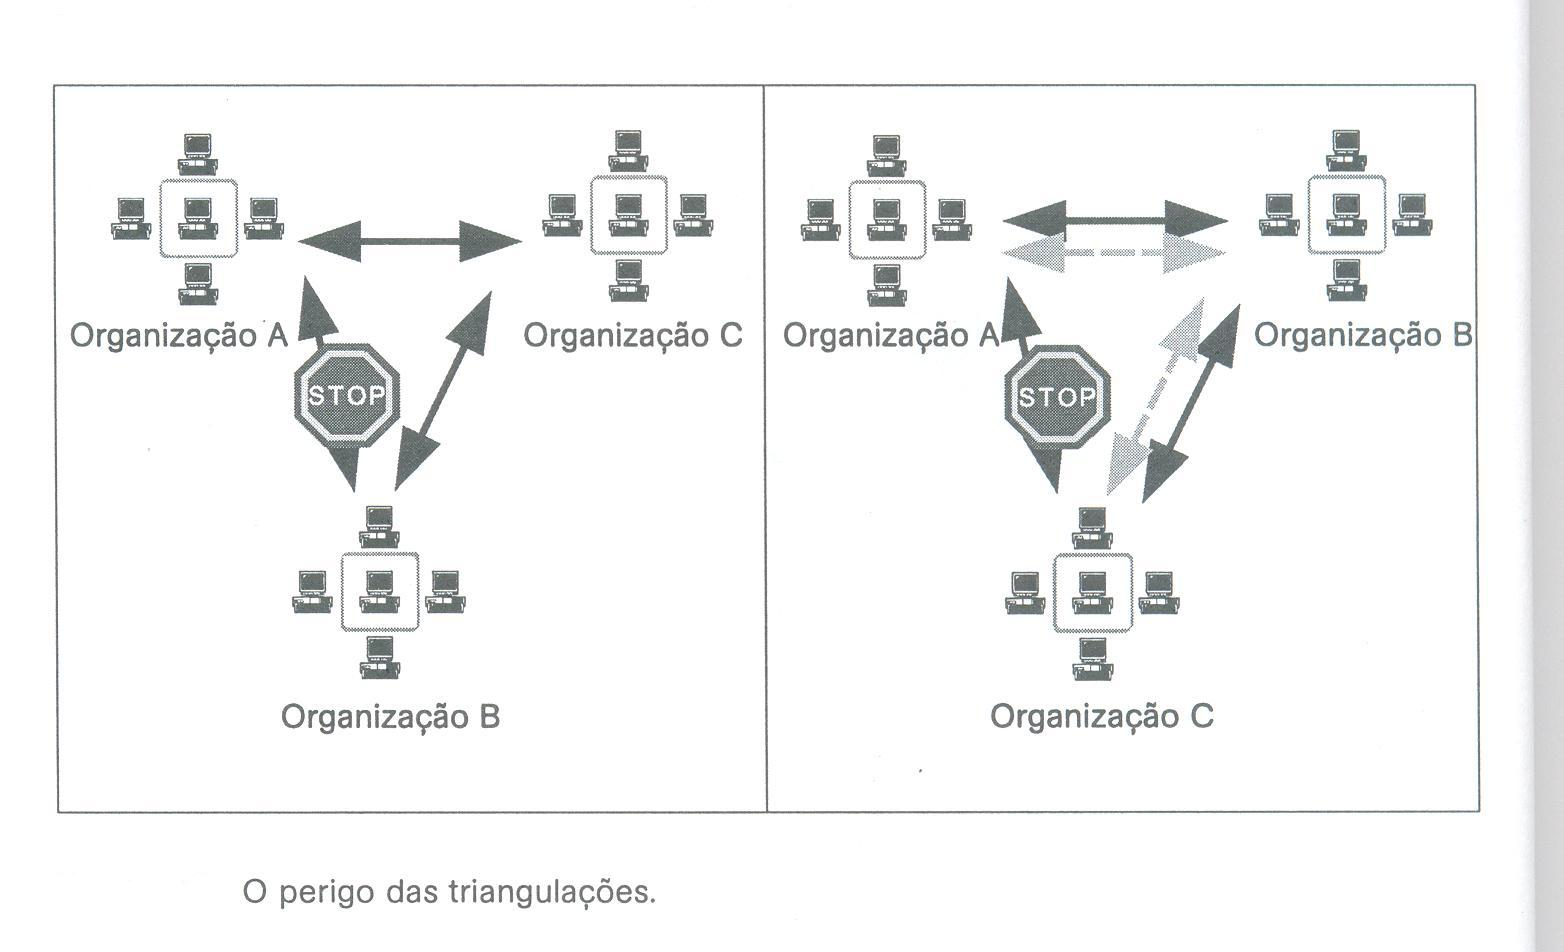 Organização A
Organização C
STOP
Organização B
Organização A
Organização B
STOP
Organização C
O perigo das triangulações.